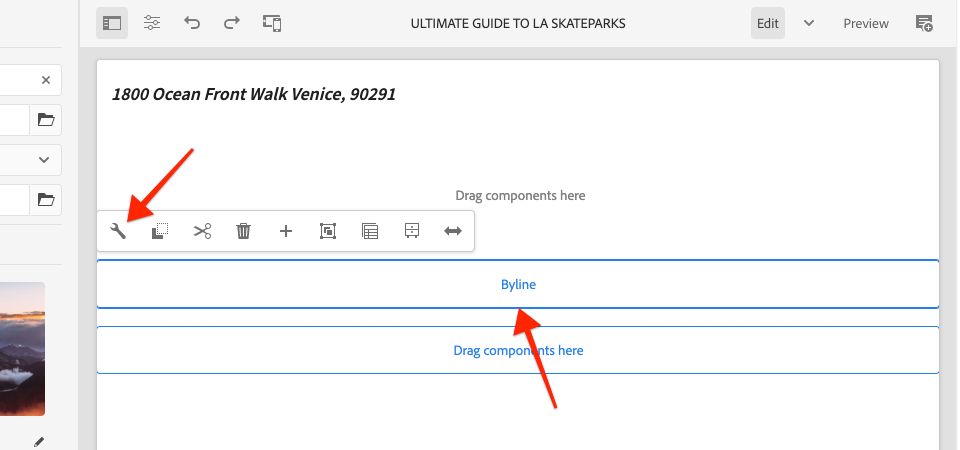 ULTIMATE GUIDE TO LA SKATEPARKS
Edit
Preview
1800 Ocean Front Walk Venice, 90291
Drag components here
Byline
Drag components here